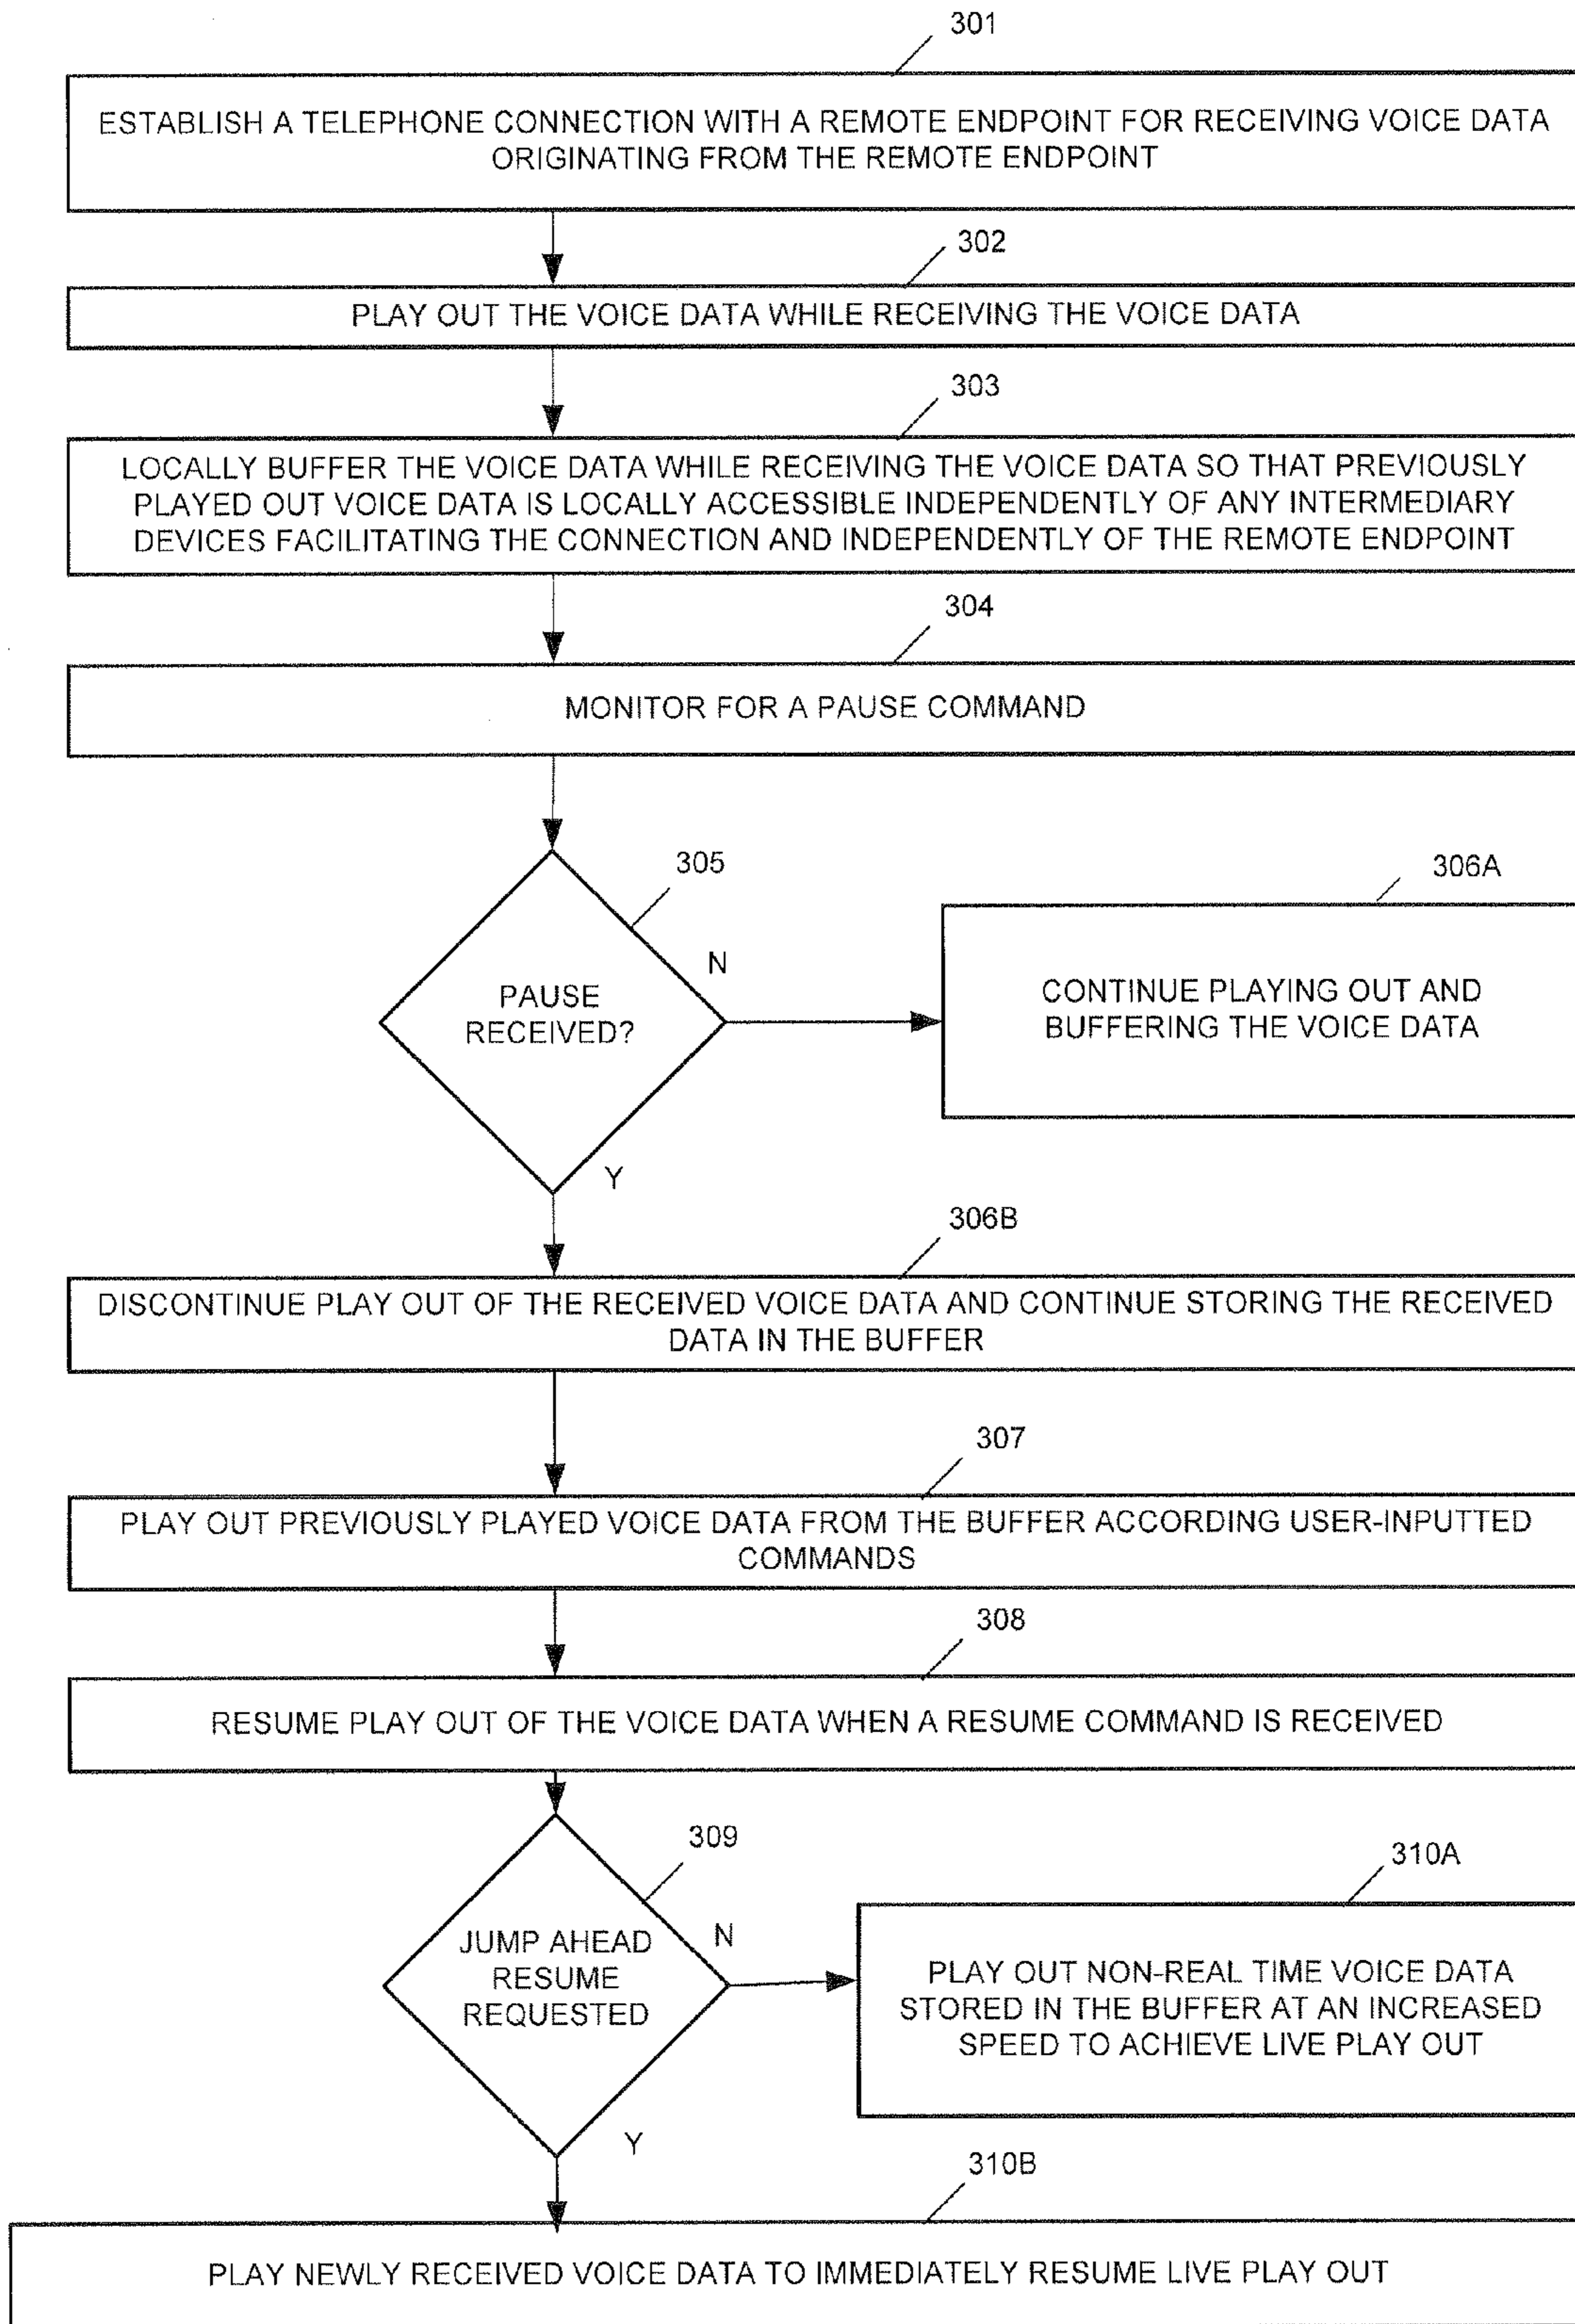 301
ESTABLISH A TELEPHONE CONNECTION WITH A REMOTE ENDPOINT FOR RECEIVING VOICE DATA
ORIGINATING FROM THE REMOTE ENDPOINT
302
PLAY OUT THE VOICE DATA WHILE RECEIVING THE VOICE DATA
303
LOCALLY BUFFER THE VOICE DATA WHILE RECEIVING THE VOICE DATA SO THAT PREVIOUSLY
PLAYED OUT VOICE DATA IS LOCALLY ACCESSIBLE INDEPENDENTLY OF ANY INTERMEDIARY
DEVICES FACILITATING THE CONNECTION AND INDEPENDENTLY OF THE REMOTE ENDPOINT
304
MONITOR FOR A PAUSE COMMAND
305
PAUSE
RECEIVED?
N
306A
CONTINUE PLAYING OUT AND
BUFFERING THE VOICE DATA
Y
306B
DISCONTINUE PLAY OUT OF THE RECEIVED VOICE DATA AND CONTINUE STORING THE RECEIVED
DATA IN THE BUFFER
307
PLAY OUT PREVIOUSLY PLAYED VOICE DATA FROM THE BUFFER ACCORDING USER-INPUTTED
COMMANDS
308
RESUME PLAY OUT OF THE VOICE DATA WHEN A RESUME COMMAND IS RECEIVED
309
JUMP AHEAD
RESUME
REQUESTED
N
310A
PLAY OUT NON-REAL TIME VOICE DATA
STORED IN THE BUFFER AT AN INCREASED
SPEED TO ACHIEVE LIVE PLAY OUT
Y
310B
PLAY NEWLY RECEIVED VOICE DATA TO IMMEDIATELY RESUME LIVE PLAY OUT